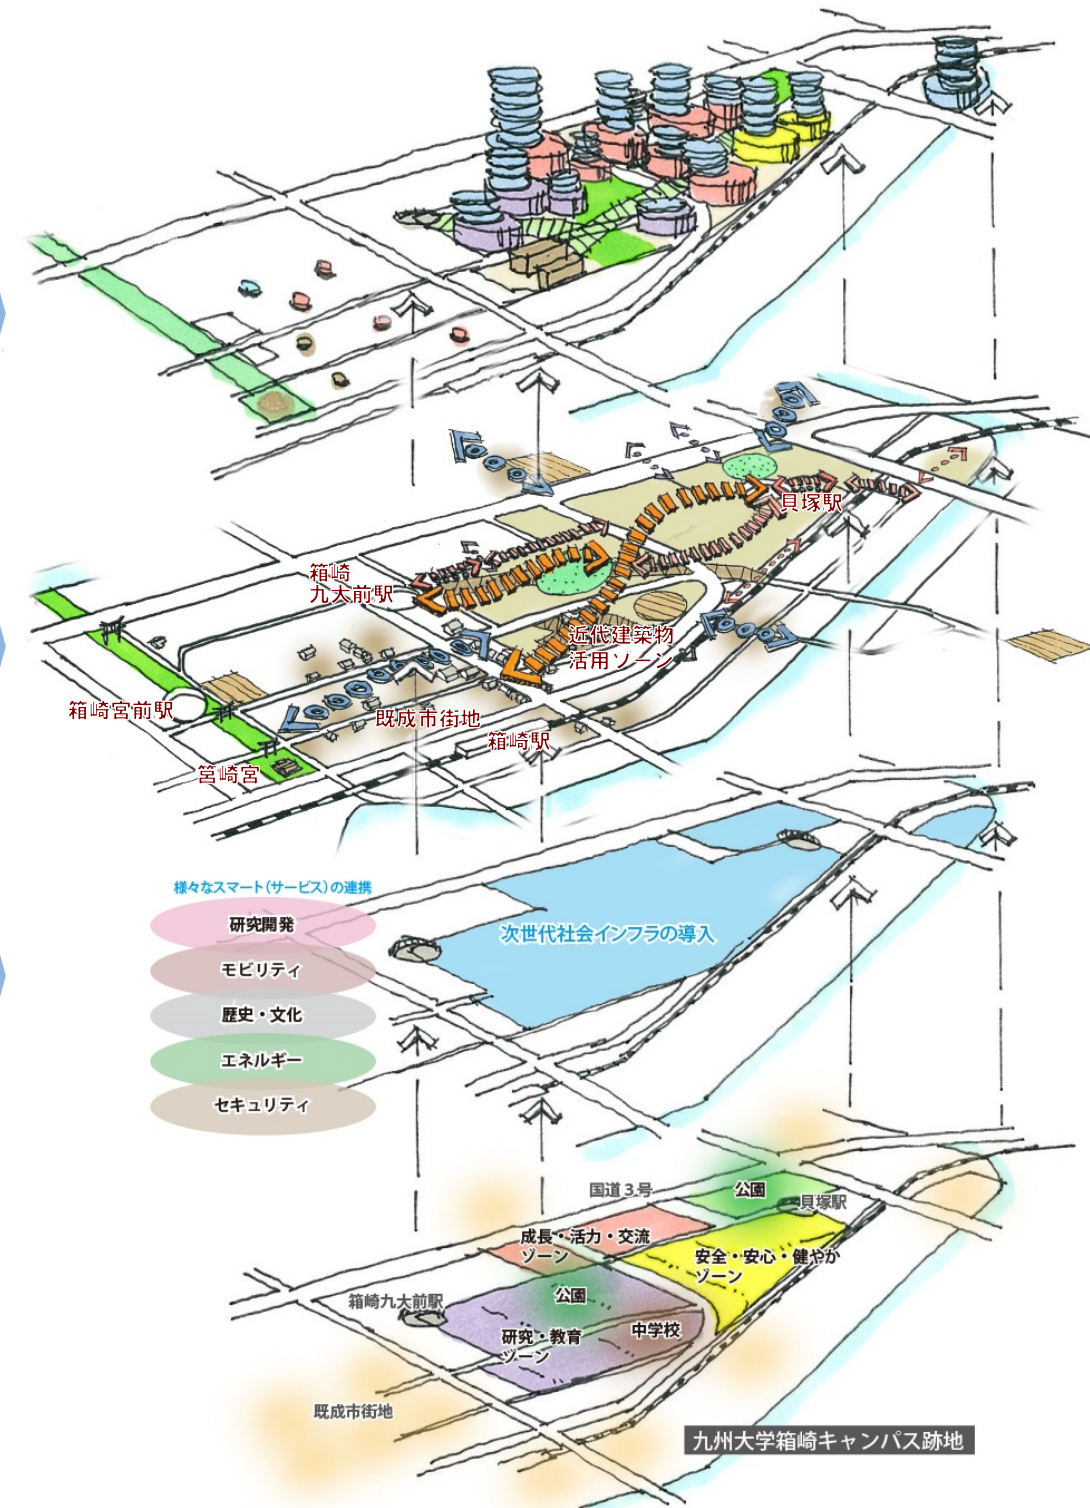 貝塚駅
箱崎
九大前駅
近代建築物
活用ゾーン
箱崎宮前駅
既成市街地
箱崎駅
筥崎宮
様々なスマート(サービス)の連携
研究開発
モビリティ
歴史・文化
エネルギー
セキュリティ
次世代社会インフラの導入
国道3号
公園
貝塚駅
成長・活力・交流
ゾーン
安全・安心・健やか
ゾーン
箱崎九大前駅
公園
中学校
研究・教育
ゾーン
既成市街地
九州大学箱崎キャンパス跡地